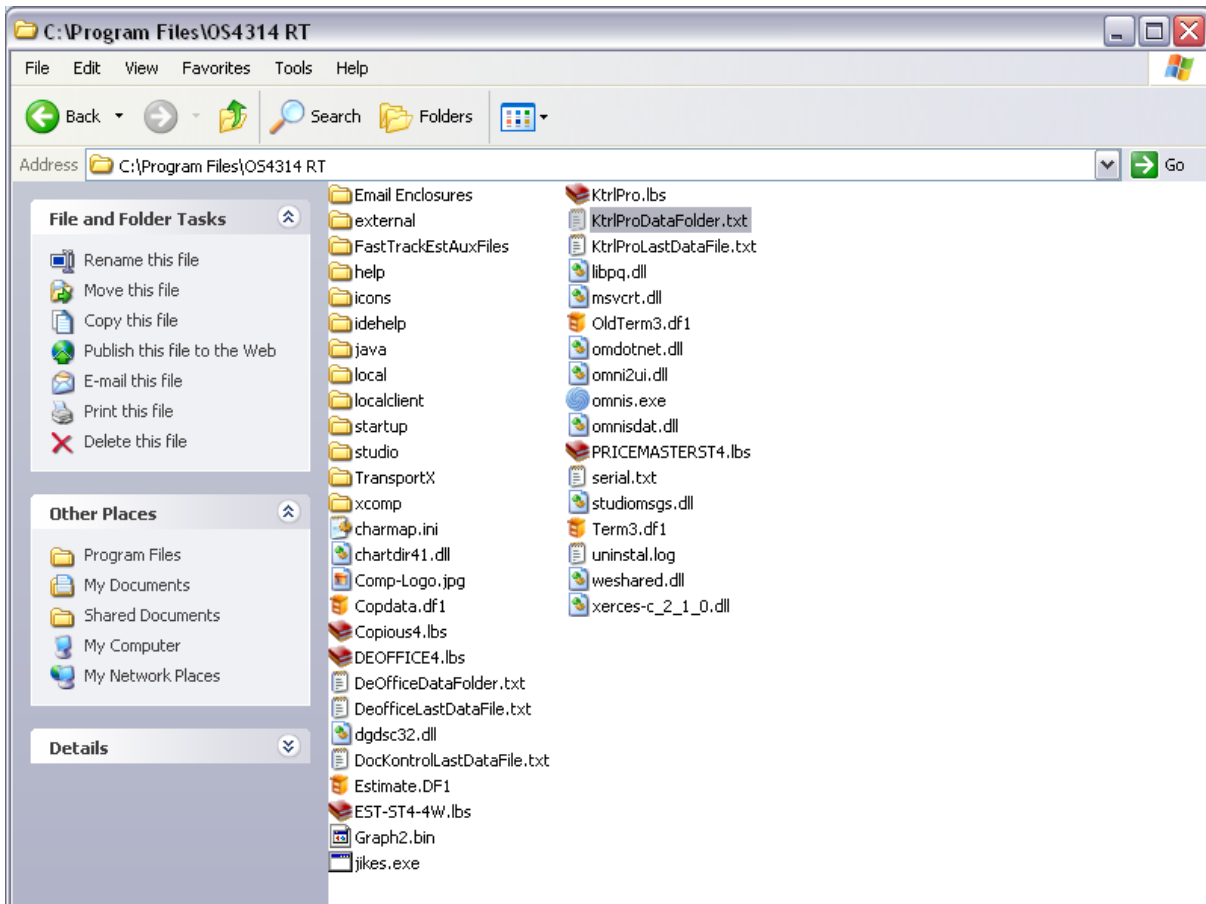 C:\Program Files\OS4314 RT
File Edit View Favorites Tools Help
Back Search Folders
Address C:\Program Files\OS4314 RT Go
File and Folder Tasks
Rename this file
Move this file
Copy this file
Publish this file to the Web
E-mail this file
Print this file
Delete this file
Other Places
Program Files
My Documents
Shared Documents
My Computer
My Network Places
Details
Email Enclosures
external
FastTrackEstAuxFiles
help
icons
idehelp
java
local
localclient
startup
studio
TransportX
xcomp
charmap.ini
chartdir41.dll
Comp-Logo.jpg
Copdata.df1
Copious4.lbs
DEOFFICE4.lbs
DeOfficeDataFolder.txt
DeofficeLastDataFile.txt
dgdsc32.dll
DocKontrolLastDataFile.txt
Estimate.DF1
EST-ST4-4W.lbs
Graph2.bin
jikes.exe
KtrlPro.lbs
KtrlProDataFolder.txt
KtrlProLastDataFile.txt
libpq.dll
msvcrt.dll
OldTerm3.df1
omdotnet.dll
omni2ui.dll
omnis.exe
omnisdat.dll
PRICEMASTERST4.lbs
serial.txt
studiomsgs.dll
Term3.df1
uninstal.log
weshared.dll
xerces-c_2_1_0.dll